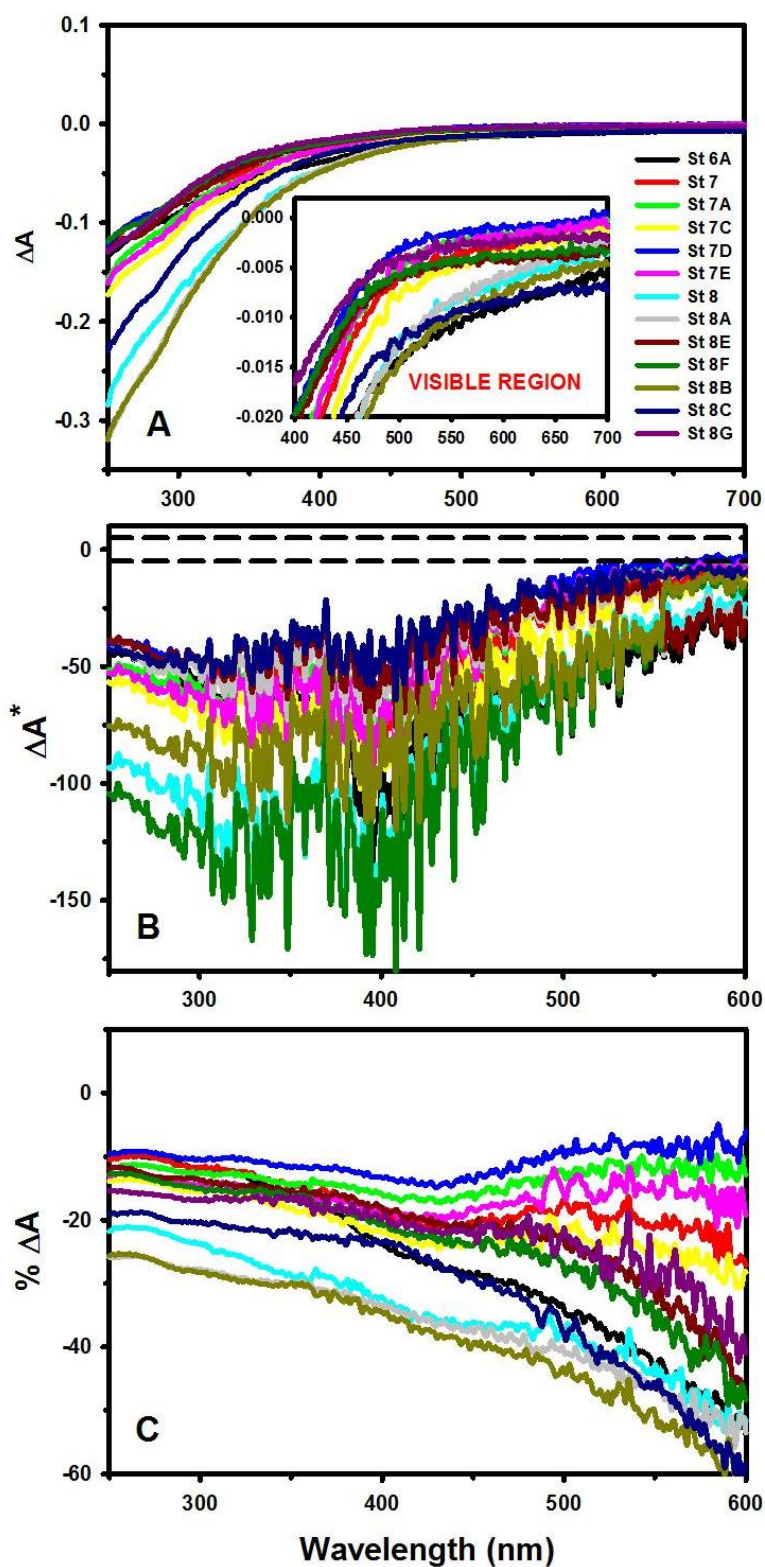 0.1
0.0
-0.1
-0.2
-0.3
ΔA
St 6A
St 7
St 7A
St 7C
St 7D
St 7E
St 8
St 8A
St 8E
St 8F
St 8B
St 8C
St 8G
0.000
-0.005
-0.010
-0.015
-0.020
VISIBLE REGION
400 450 500 550 600 700
A
300 400 500 600 700
0
-50
-100
-150
ΔA*
B
300 400 500 600
0
-20
-40
-60
% ΔA
C
300 400 500 600
Wavelength (nm)